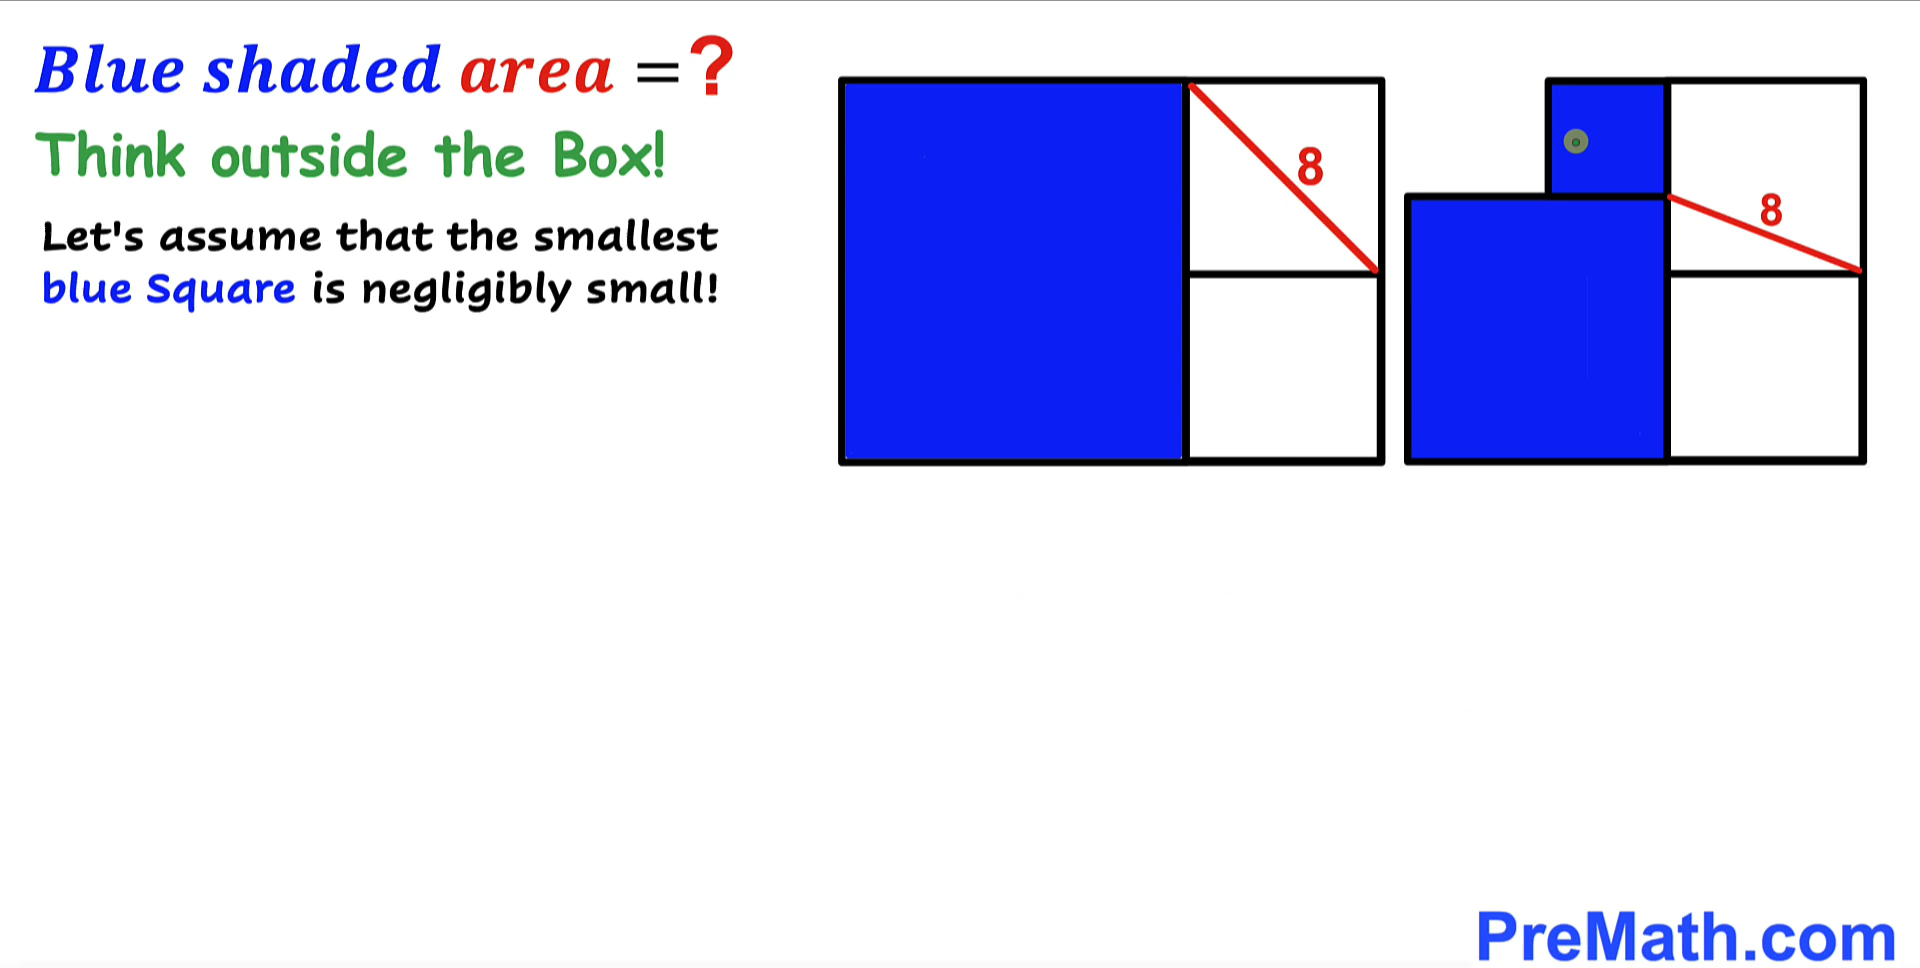 Blue shaded area = ?
Think outside the Box!
Let's assume that the smallest
blue Square is negligibly small!
8
8
PreMath.com